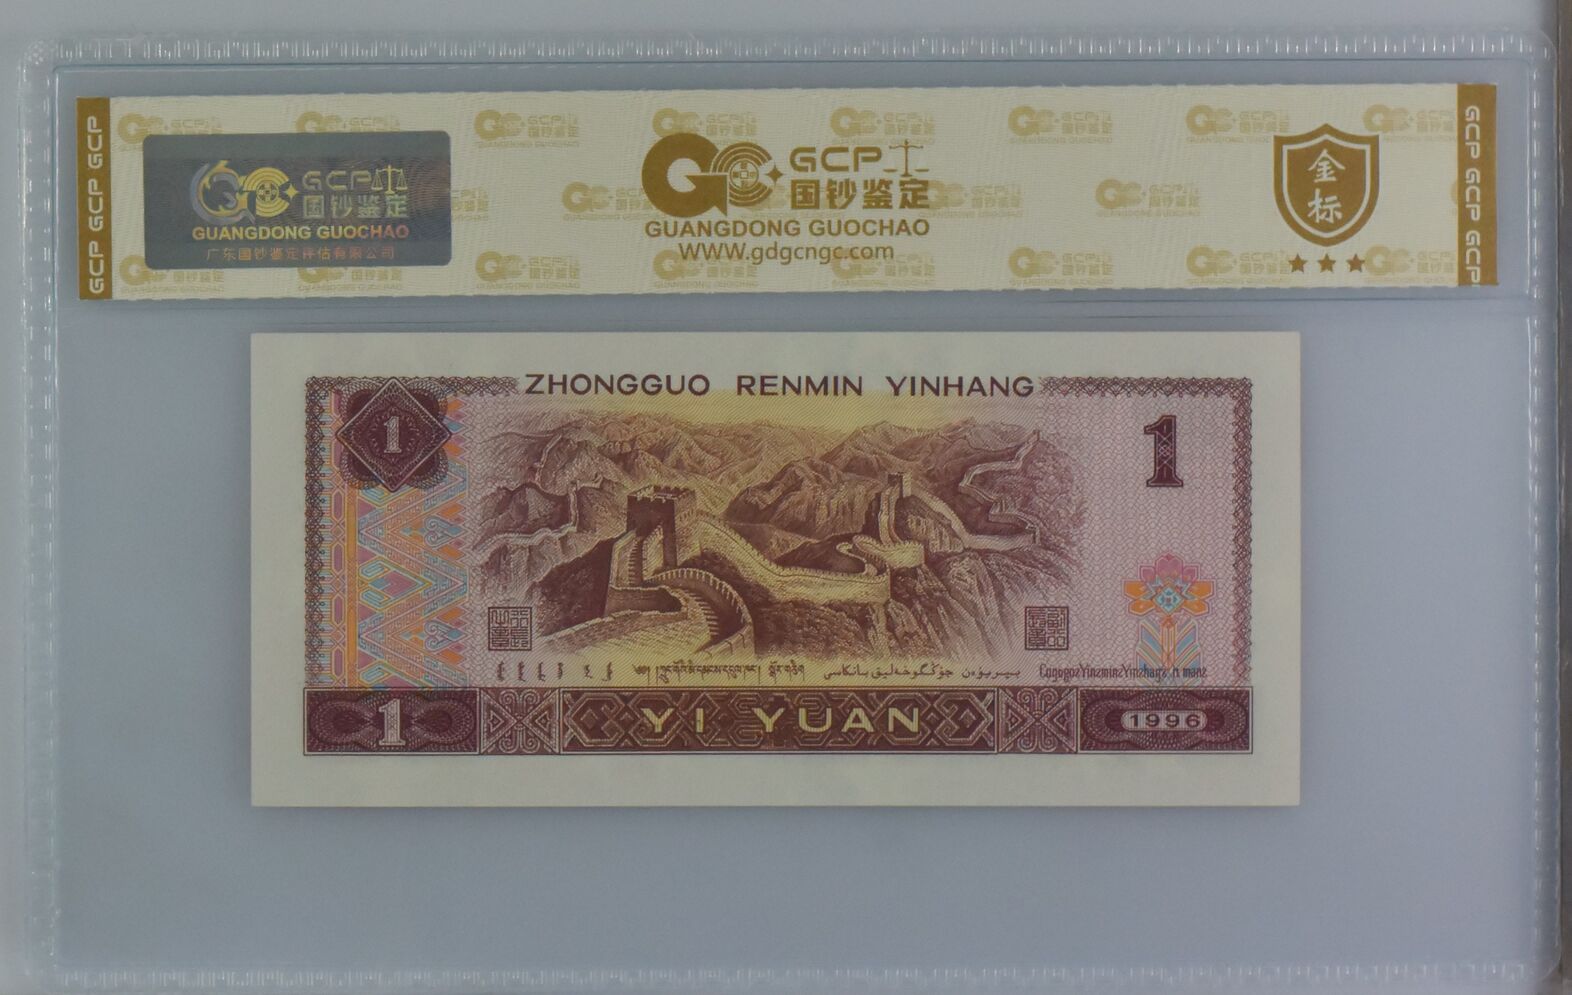 GCP GCP GCP
GCP
国钞鉴定
GUANGDONG GUOCHAO
广东国钞鉴定评估有限公司
GCP
国钞鉴定
GUANGDONG GUOCHAO
WWW.gdgcngc.com
金标
GCP GCP GCP
ZHONGGUO RENMIN YINHANG
1
1
1
YI YUAN
1996